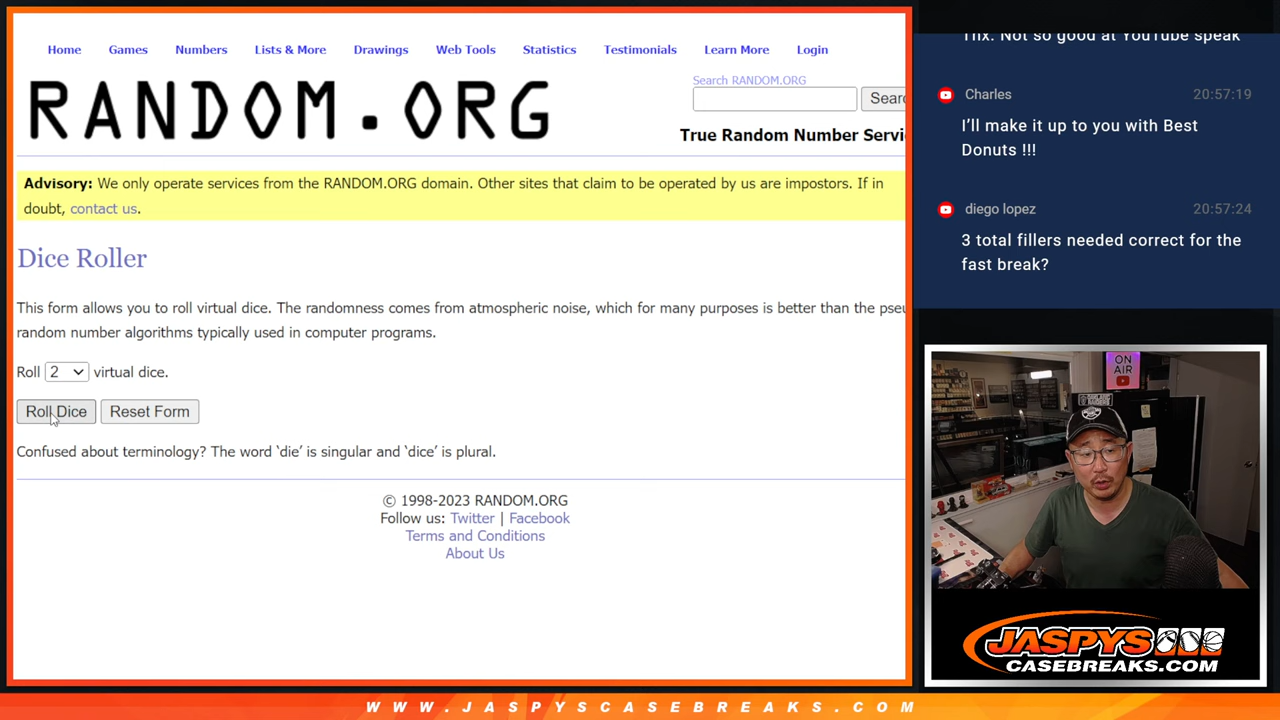 Home Games Numbers Lists & More Drawings Web Tools Statistics Testimonials Learn More Login
RANDOM.ORG
Search RANDOM.ORG
Sear
True Random Number Servi
Advisory: We only operate services from the RANDOM.ORG domain. Other sites that claim to be operated by us are impostors. If in
doubt, contact us.
Dice Roller
This form allows you to roll virtual dice. The randomness comes from atmospheric noise, which for many purposes is better than the pseu
random number algorithms typically used in computer programs.
Roll 2 virtual dice.
Roll Dice Reset Form
Confused about terminology? The word ‘die’ is singular and ‘dice’ is plural.
© 1998-2023 RANDOM.ORG
Follow us: Twitter | Facebook
Terms and Conditions
About Us
Thx. Not so good at YouTube speak
Charles 20:57:19
I’ll make it up to you with Best
Donuts !!!
diego lopez 20:57:24
3 total fillers needed correct for the
fast break?
ON
AIR
JASPYS
CASEBREAKS.COM
WWW.JASPYSCASEBREAKS.COM